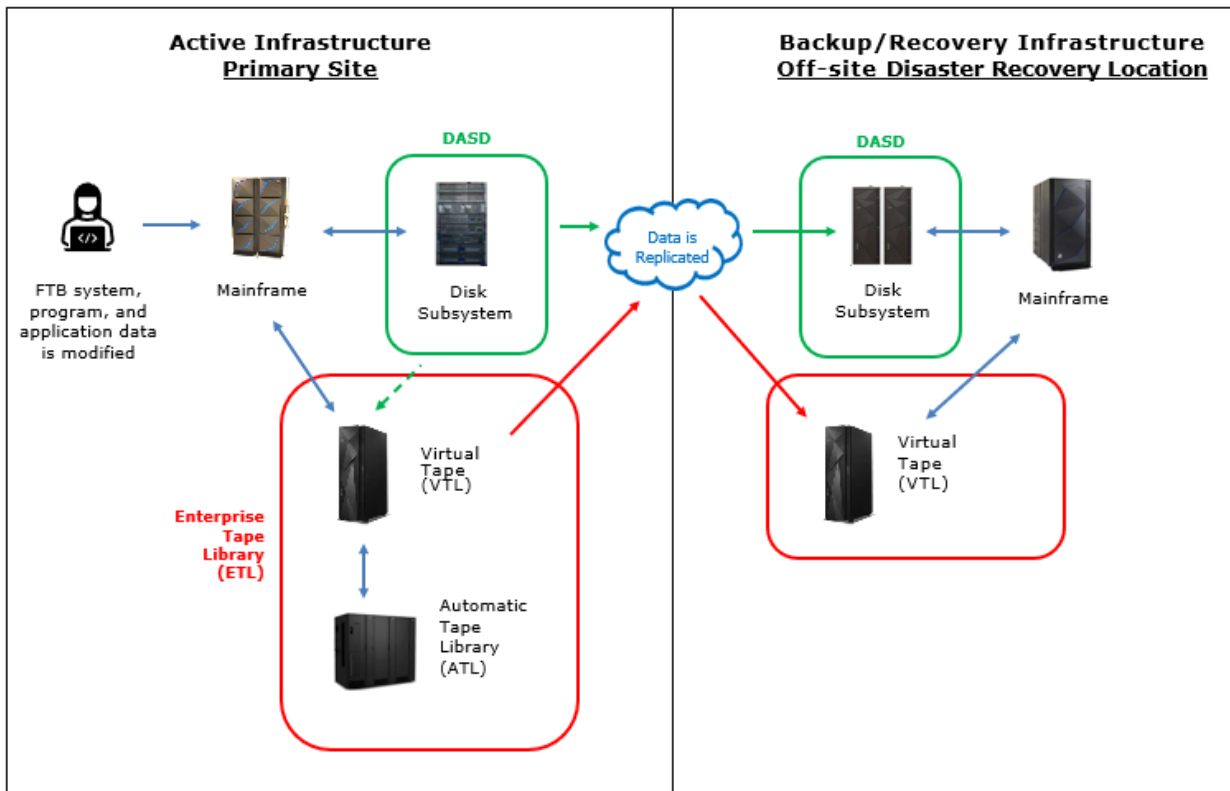 Active Infrastructure
Primary Site
Backup/Recovery Infrastructure
Off-site Disaster Recovery Location
DASD
DASD
Data is
Replicated
FTB system,
program, and
application data
is modified
Mainframe
Disk
Subsystem
Disk
Subsystem
Mainframe
Virtual
Tape
(VTL)
Virtual
Tape
(VTL)
Enterprise
Tape
Library
(ETL)
Automatic
Tape
Library
(ATL)